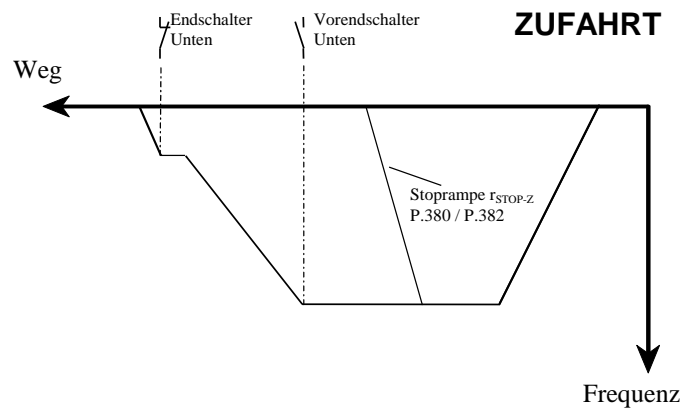 Endschalter
Unten
Vorendschalter
Unten
ZUFAHRT
Weg
Stoprampe rSTOP-Z
P.380 / P.382
Frequenz